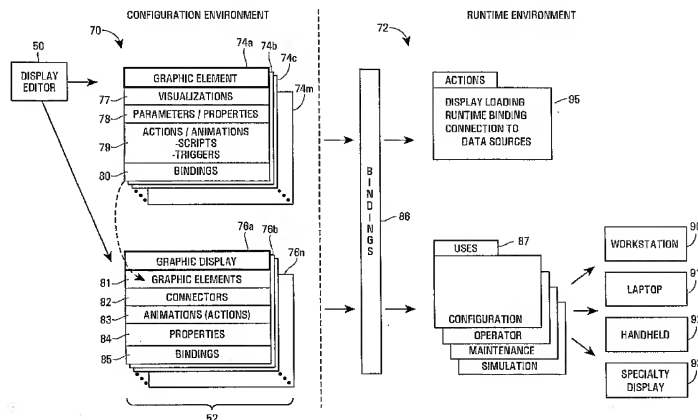 CONFIGURATION ENVIRONMENT
RUNTIME ENVIRONMENT
70
72
50
DISPLAY
EDITOR
74a
74b
74c
74m
GRAPHIC ELEMENT
77
VISUALIZATIONS
78
PARAMETERS / PROPERTIES
79
ACTIONS / ANIMATIONS
-SCRIPTS
-TRIGGERS
80
BINDINGS
76a
76b
76n
GRAPHIC DISPLAY
81
GRAPHIC ELEMENTS
82
CONNECTORS
83
ANIMATIONS (ACTIONS)
84
PROPERTIES
85
BINDINGS
52
BINDINGS
86
ACTIONS
95
DISPLAY LOADING
RUNTIME BINDING
CONNECTION TO
DATA SOURCES
USES
87
CONFIGURATION
OPERATOR
MAINTENANCE
SIMULATION
90
WORKSTATION
LAPTOP
HANDHELD
SPECIALTY
DISPLAY